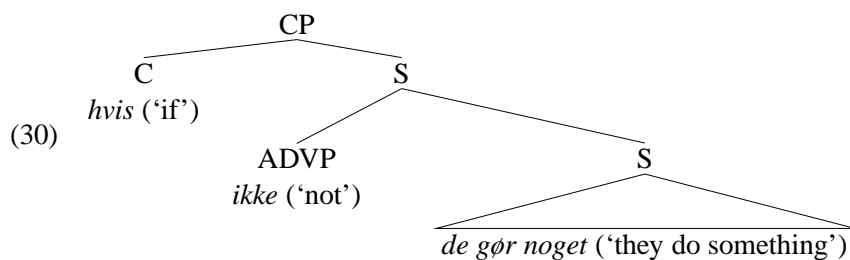 CP
C S
hvis (‘if’)
(30)
ADVP S
ikke (‘not’)
de gør noget (‘they do something’)